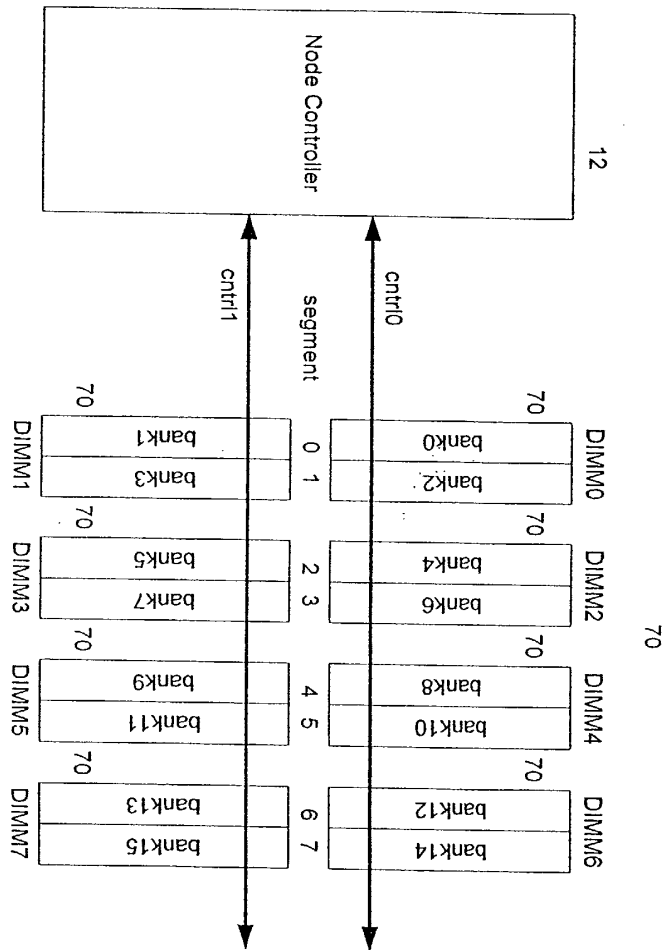 12
Node Controller
cntrl0
cntrl1
segment
70
DIMM0
bank0
bank2
0
1
bank1
bank3
70
DIMM1
70
DIMM2
bank4
bank6
2
3
bank5
bank7
70
DIMM3
70
70
DIMM4
bank8
bank10
4
5
bank9
bank11
70
DIMM5
70
DIMM6
bank12
bank14
6
7
bank13
bank15
70
DIMM7